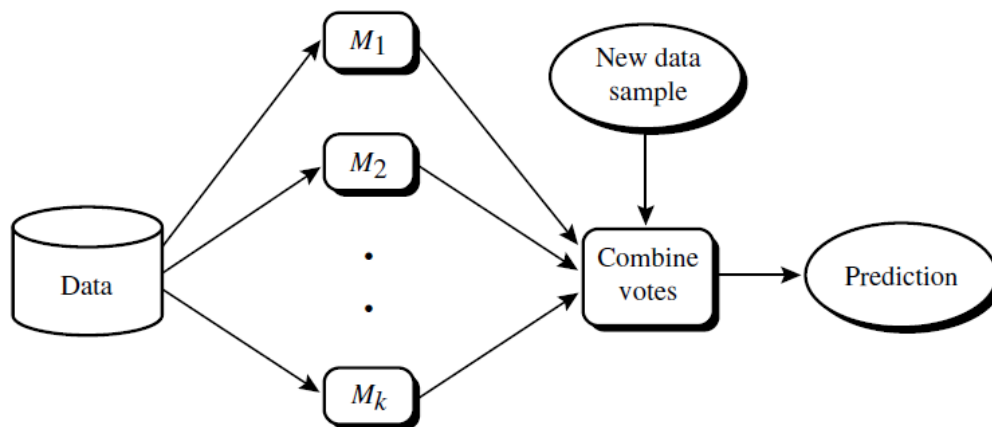 M1
New data
sample
M2
Data
Combine
votes
Prediction
Mk